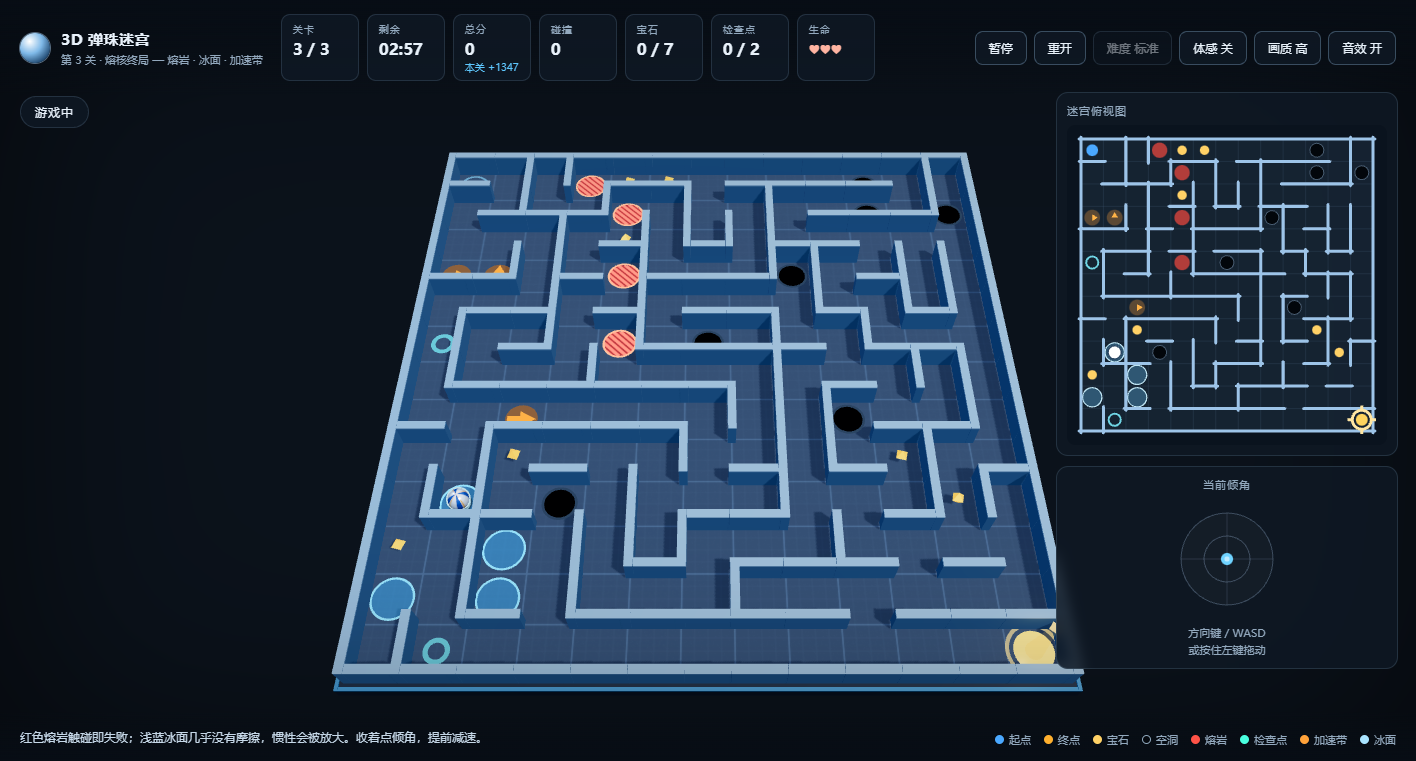 3D 弹珠迷宫
第 3 关 · 熔核终局 — 熔岩 · 冰面 · 加速带
关卡
3 / 3
剩余
02:57
总分
0
本关 +1347
碰撞
0
宝石
0 / 7
检查点
0 / 2
生命
暂停
重开
难度 标准
体感 关
画质 高
音效 开
游戏中
迷宫俯视图
当前倾角
方向键 / WASD
或按住左键拖动
红色熔岩触碰即失败；浅蓝冰面几乎没有摩擦，惯性会被放大。收着点倾角，提前减速。
起点
终点
宝石
空洞
熔岩
检查点
加速带
冰面